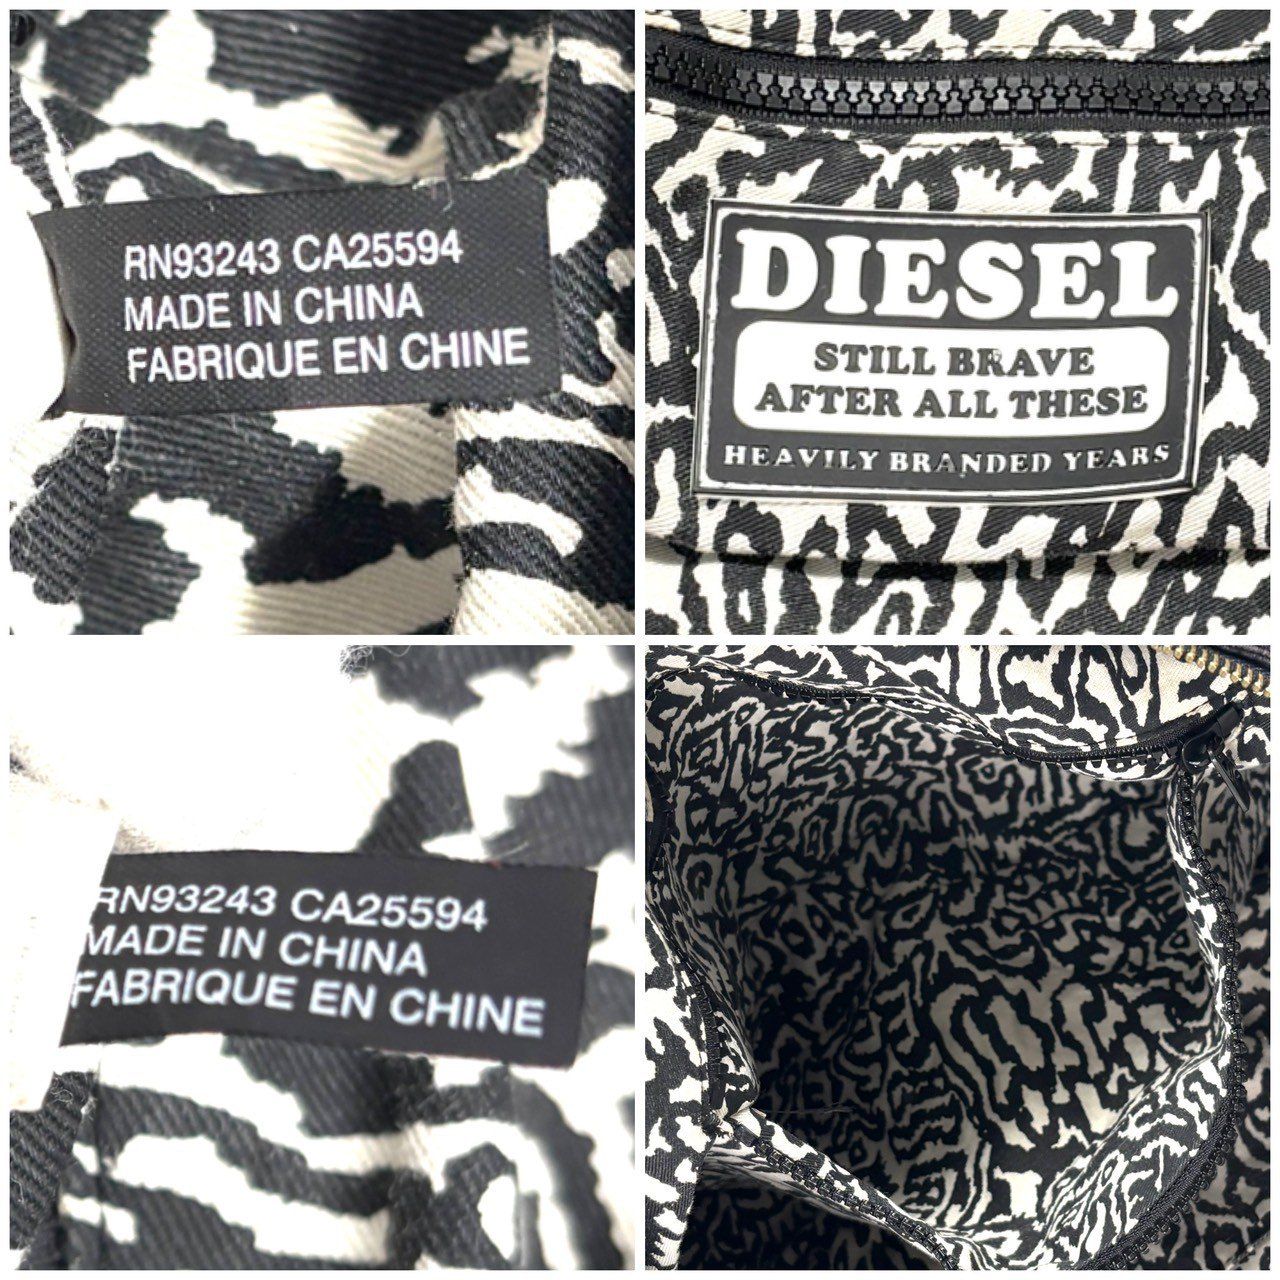 RN93243 CA25594
MADE IN CHINA
FABRIQUE EN CHINE
DIESEL
STILL BRAVE
AFTER ALL THESE
HEAVILY BRANDED YEARS
RN93243 CA25594
MADE IN CHINA
FABRIQUE EN CHINE